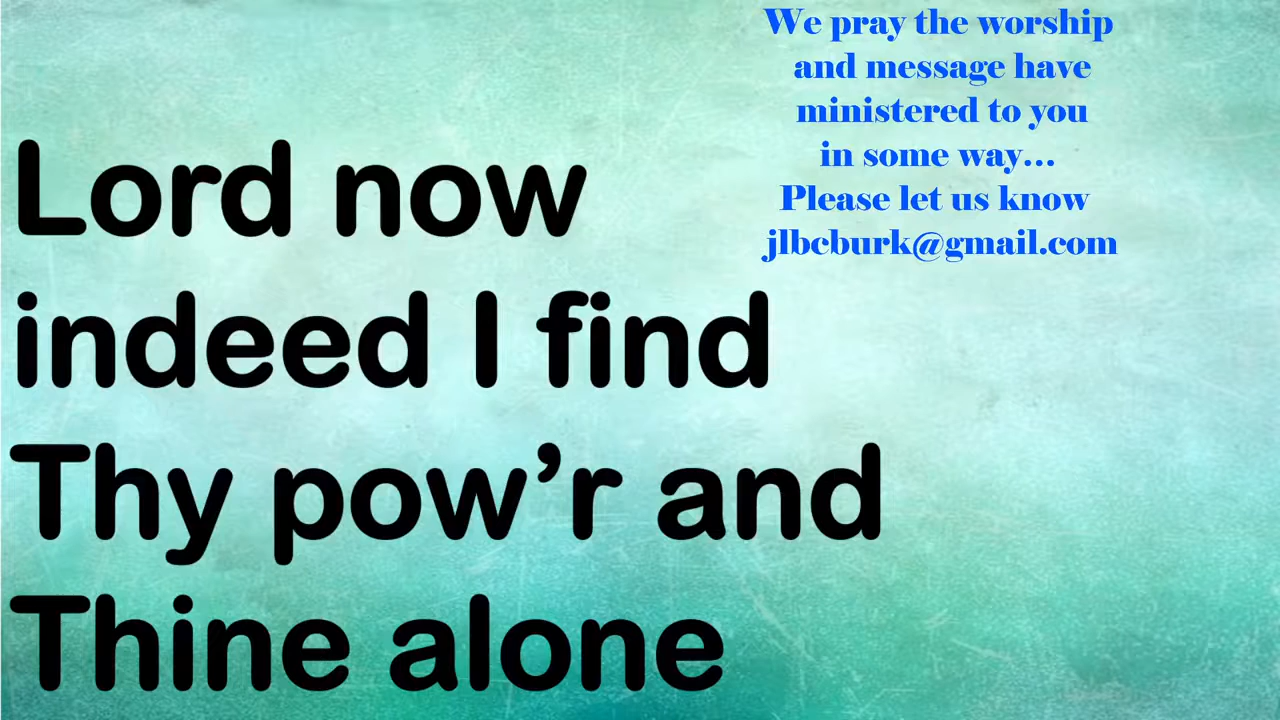 We pray the worship
and message have
ministered to you
in some way...
Please let us know
jlbcburk@gmail.com
Lord now
indeed I find
Thy pow’r and
Thine alone